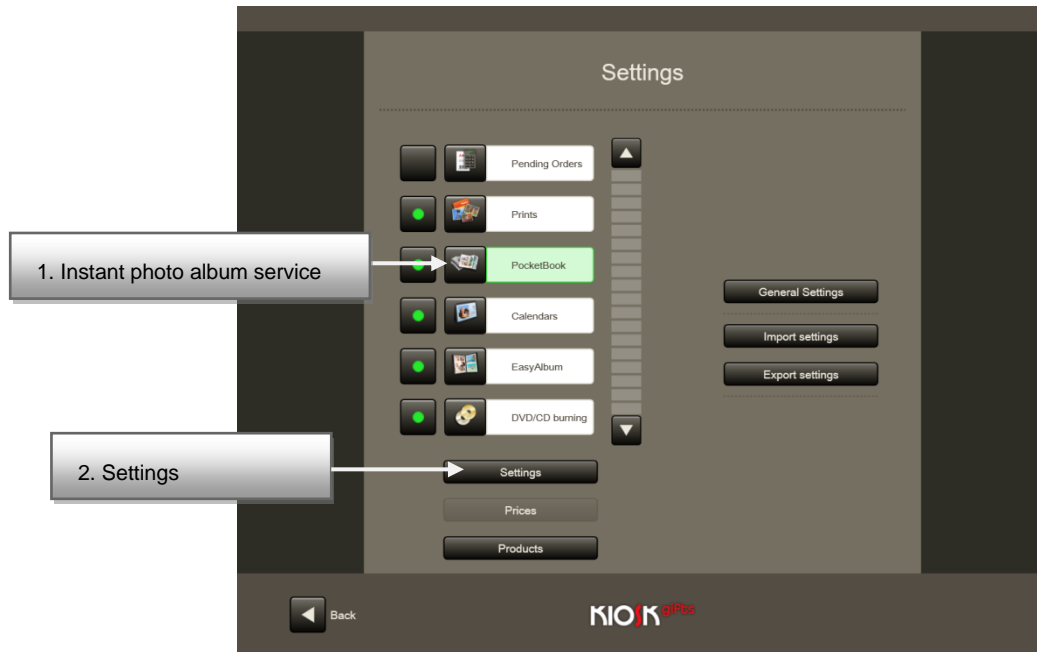 Settings
Pending Orders
Prints
1. Instant photo album service
PocketBook
General Settings
Calendars
Import settings
EasyAlbum
Export settings
DVD/CD burning
2. Settings
Settings
Prices
Products
Back
KIOSK gifts